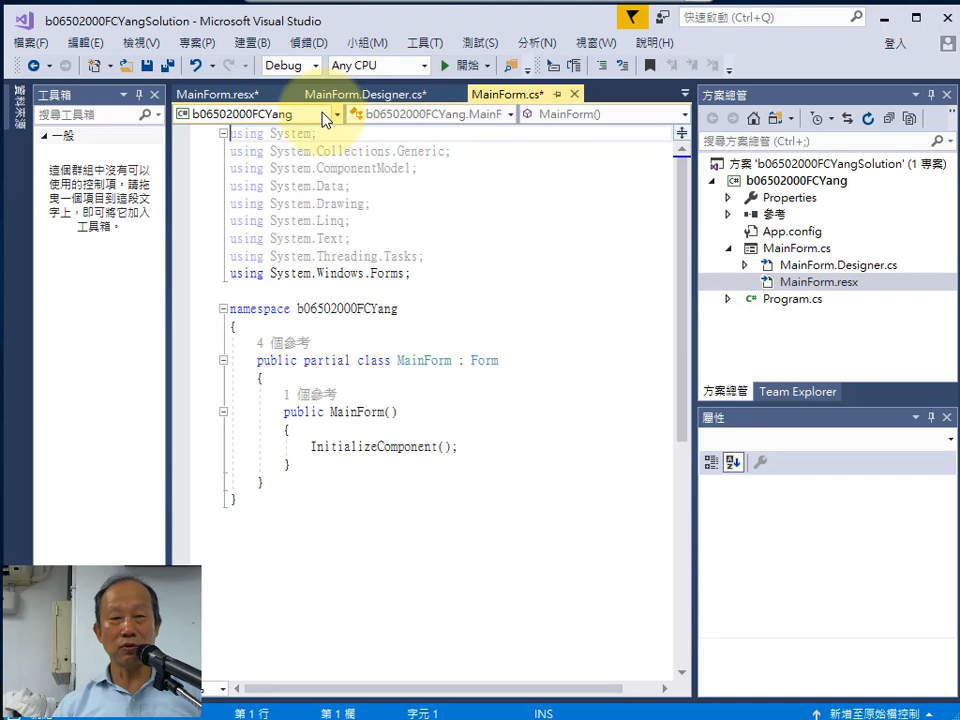 b06502000FCYangSolution - Microsoft Visual Studio
快速啟動 (Ctrl+Q)
檔案(F) 編輯(E) 檢視(V) 專案(P) 建置(B) 偵錯(D) 小組(M) 工具(T) 測試(S) 分析(N) 視窗(W) 說明(H) 登入
Debug Any CPU 開始
資料來源
工具箱
MainForm.resx* MainForm.Designer.cs* MainForm.cs*
方案總管
搜尋工具箱
b06502000FCYang b06502000FCYang.MainF MainForm()
一般
這個群組中沒有可以
使用的控制項。請拖
曳一個項目到這段文
字上，即可將它加入
工具箱。
using System;
using System.Collections.Generic;
using System.ComponentModel;
using System.Data;
using System.Drawing;
using System.Linq;
using System.Text;
using System.Threading.Tasks;
using System.Windows.Forms;
namespace b06502000FCYang
{
4 個參考
public partial class MainForm : Form
{
1 個參考
public MainForm()
{
InitializeComponent();
}
}
}
搜尋方案總管 (Ctrl+;)
方案 'b06502000FCYangSolution' (1 專案)
b06502000FCYang
Properties
參考
App.config
MainForm.cs
MainForm.Designer.cs
MainForm.resx
Program.cs
方案總管 Team Explorer
屬性
第 1 行 第 1 欄 字元 1 INS 新增至原始檔控制